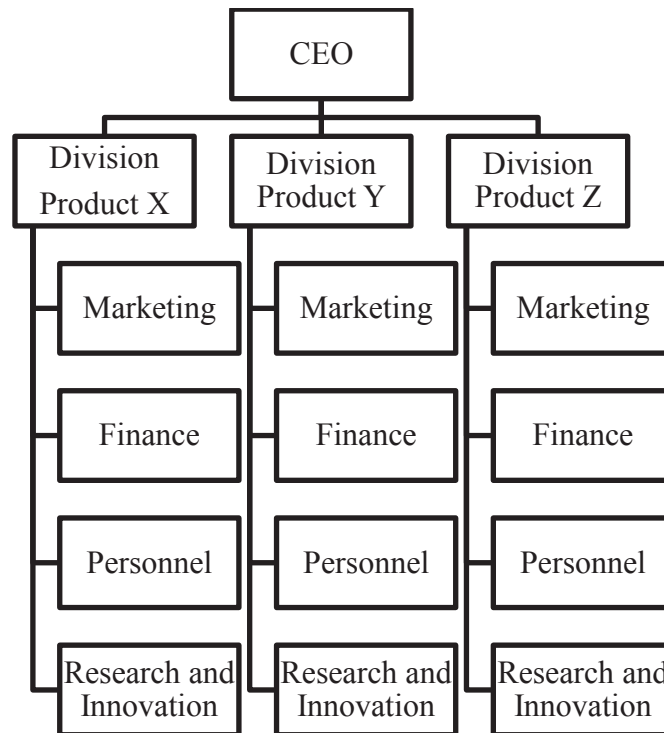 CEO
Division
Product X
Division
Product Y
Division
Product Z
Marketing
Marketing
Marketing
Finance
Finance
Finance
Personnel
Personnel
Personnel
Research and
Innovation
Research and
Innovation
Research and
Innovation